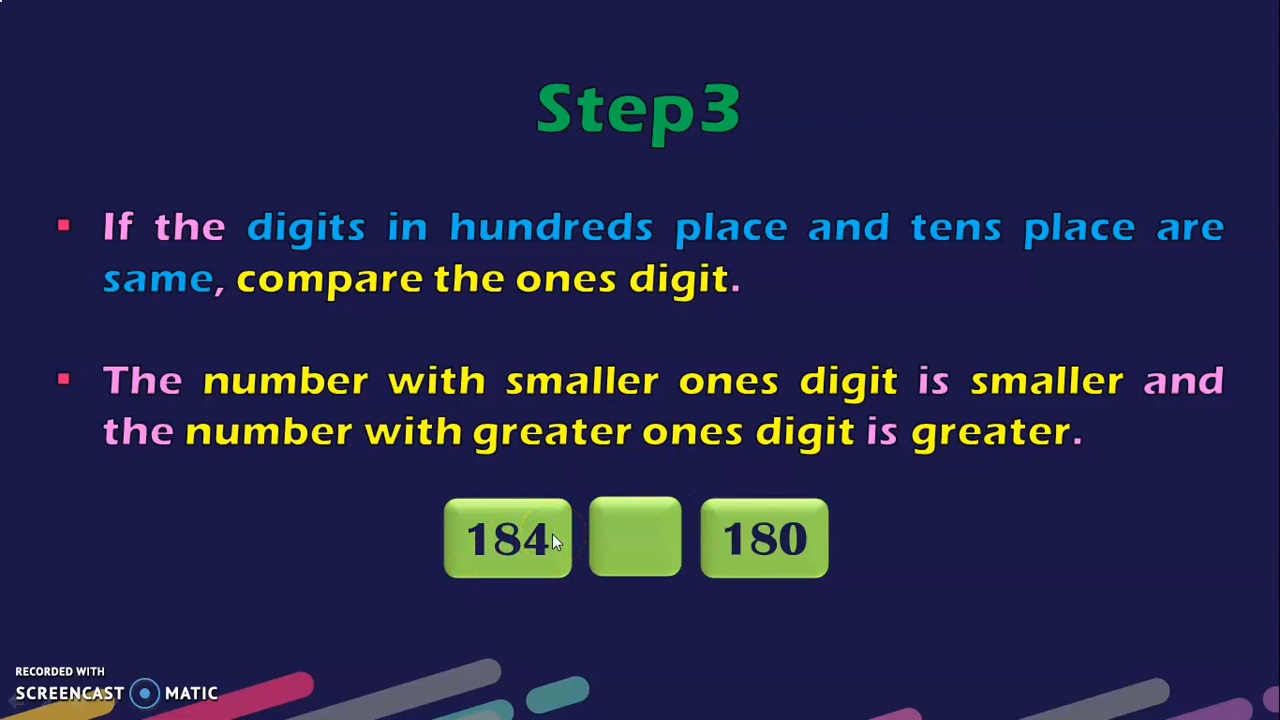 Step3
If the digits in hundreds place and tens place are
same, compare the ones digit.
The number with smaller ones digit is smaller and
the number with greater ones digit is greater.
184 180
RECORDED WITH
SCREENCAST MATIC